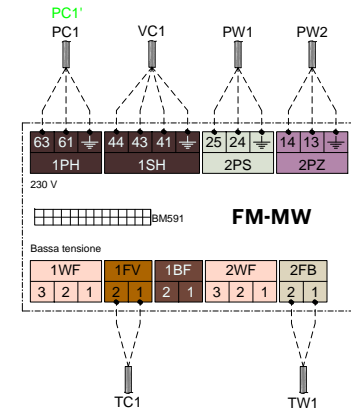 PC1'
PC1 VC1 PW1 PW2
63 61 44 43 41 25 24 14 13
1PH 1SH 2PS 2PZ
230 V
BM591 FM-MW
Bassa tensione
1WF 1FV 1BF 2WF 2FB
3 2 1 2 1 2 1 3 2 1 2 1
TC1 TW1